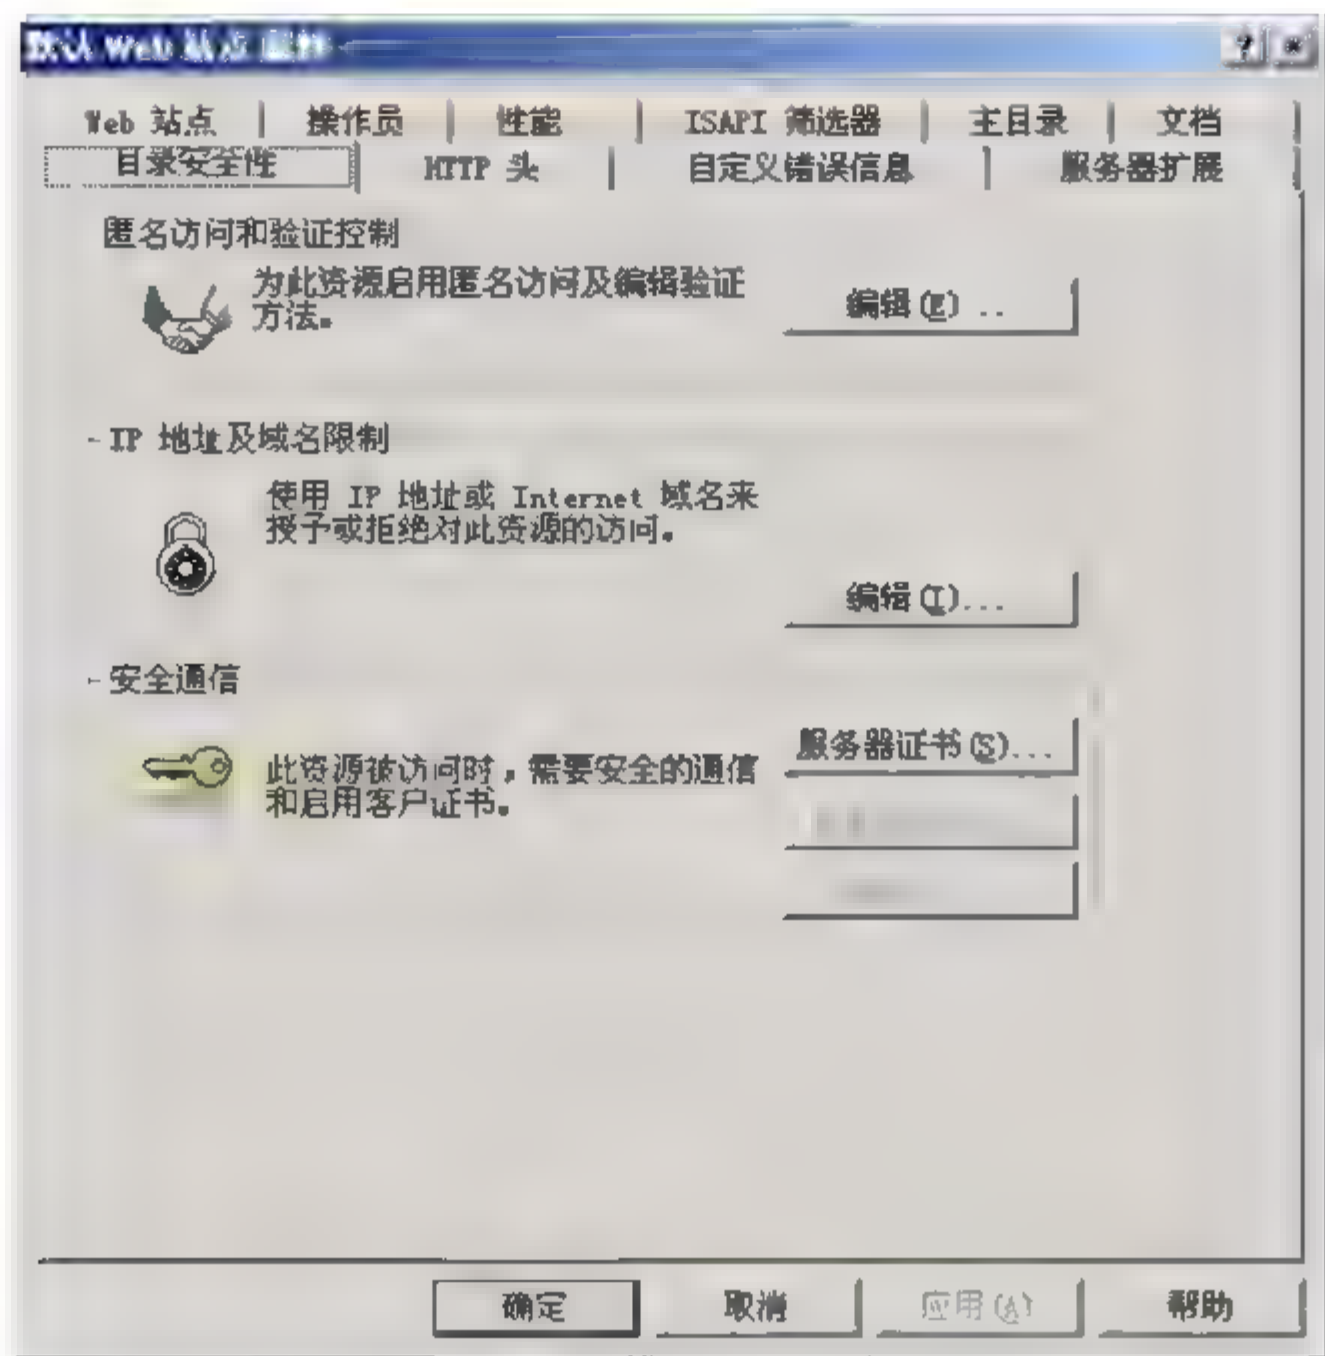 默认 Web 站点 属性
Web 站点 操作员 性能 ISAPI 筛选器 主目录 文档
目录安全性 HTTP 头 自定义错误信息 服务器扩展
匿名访问和验证控制
为此资源启用匿名访问及编辑验证
方法。
编辑(E)..
IP 地址及域名限制
使用 IP 地址或 Internet 域名来
授予或拒绝对此资源的访问。
编辑(I)...
安全通信
服务器证书(S)...
此资源被访问时，需要安全的通信
和启用客户证书。
确定 取消 应用(A) 帮助